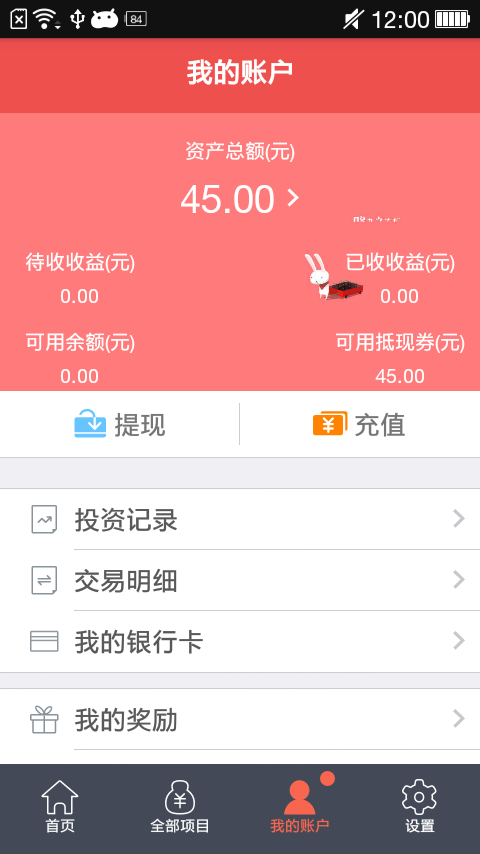 84 12:00
我的账户
资产总额(元)
45.00
待收收益(元) 已收收益(元)
0.00 0.00
可用余额(元) 可用抵现券(元)
0.00 45.00
提现 充值
投资记录
交易明细
我的银行卡
我的奖励
首页 全部项目 我的账户 设置